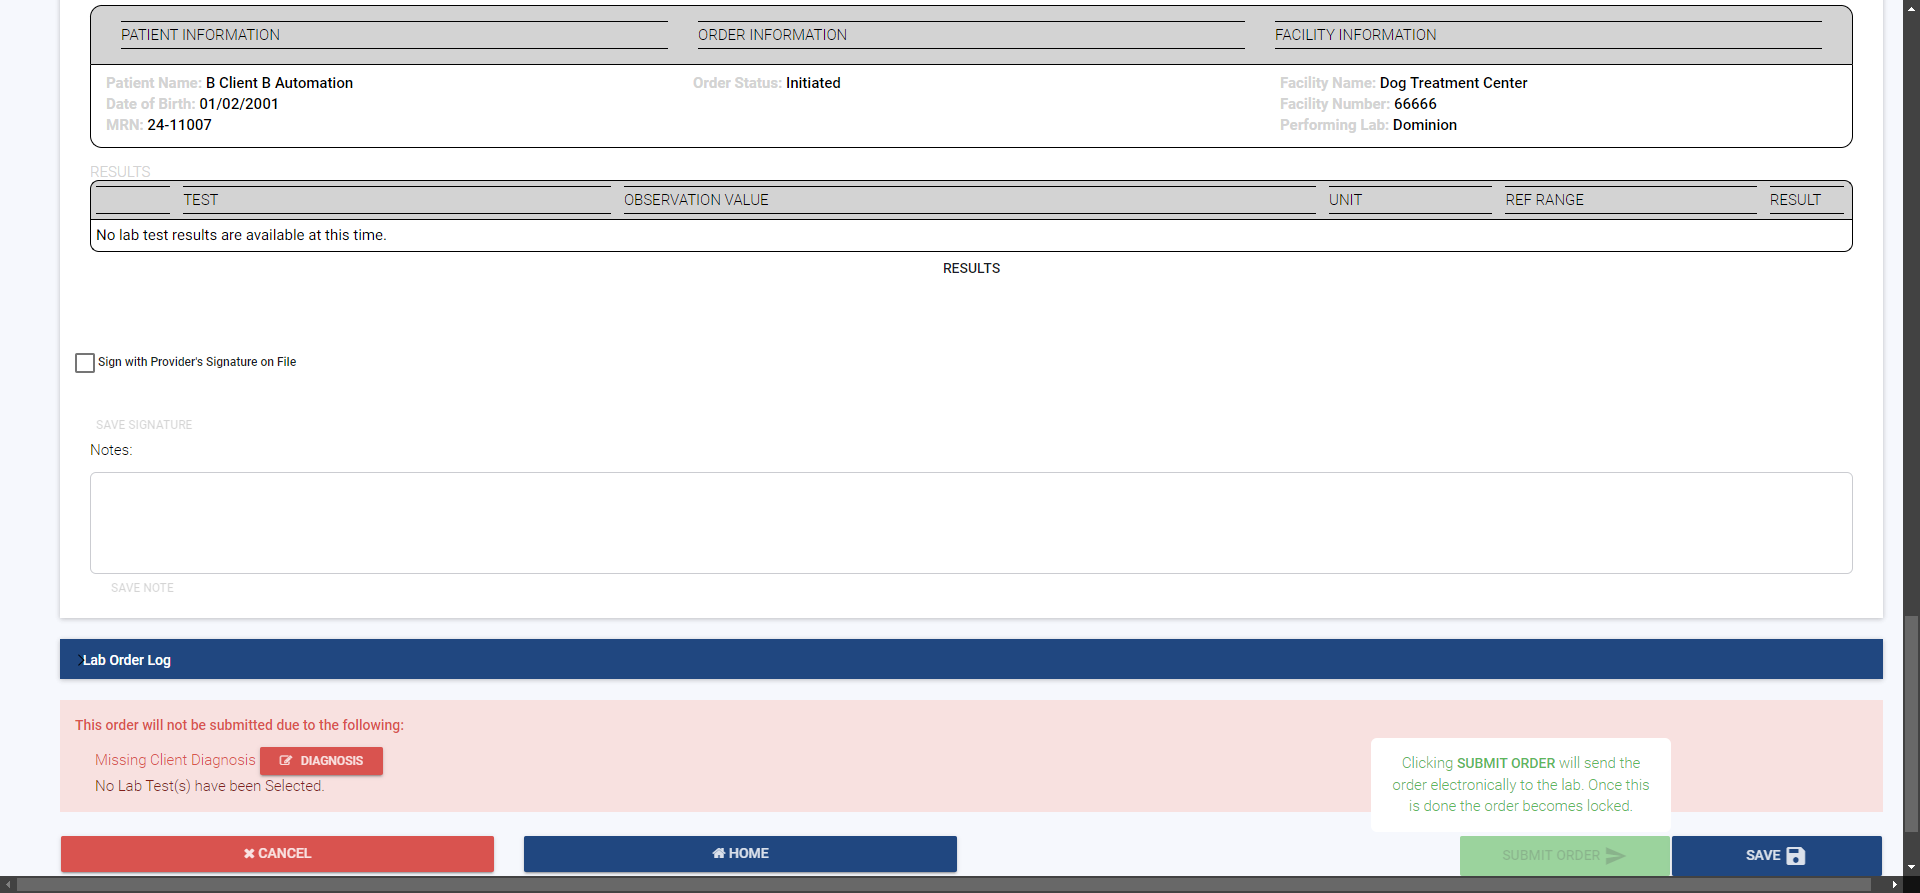 PATIENT INFORMATION ORDER INFORMATION FACILITY INFORMATION
Patient Name: B Client B Automation Order Status: Initiated Facility Name: Dog Treatment Center
Date of Birth: 01/02/2001 Facility Number: 66666
MRN: 24-11007 Performing Lab: Dominion
RESULTS
TEST OBSERVATION VALUE UNIT REF RANGE RESULT
No lab test results are available at this time.
RESULTS
Sign with Provider's Signature on File
SAVE SIGNATURE
Notes:
SAVE NOTE
Lab Order Log
This order will not be submitted due to the following:
Missing Client Diagnosis DIAGNOSIS
No Lab Test(s) have been Selected.
Clicking SUBMIT ORDER will send the
order electronically to the lab. Once this
is done the order becomes locked.
CANCEL HOME SUBMIT ORDER SAVE